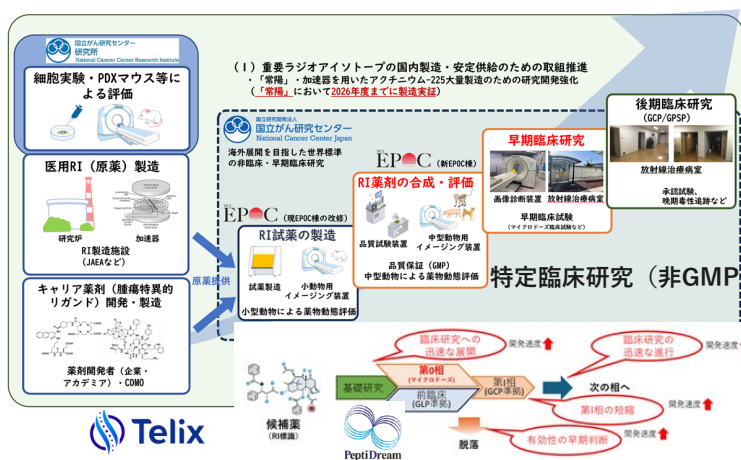 国立がん研究センター
研究所
National Cancer Center Research Institute
細胞実験・PDXマウス等に
よる評価
医用RI（原薬）製造
研究炉
加速器
RI製造施設
（JAEAなど）
キャリア薬剤（腫瘍特異的
リガンド）開発・製造
薬剤開発者（企業・
アカデミア）・CDMO
原薬提供
（１）重要ラジオアイソトープの国内製造・安定供給のための取組推進
・「常陽」・加速器を用いたアクチニウム-225大量製造のための研究開発強化
（「常陽」において2026年度までに製造実証）
国立研究開発法人
国立がん研究センター
National Cancer Center Japan
海外展開を目指した世界標準
の非臨床・早期臨床研究
EPOC（現EPOC棟の改修）
RI試薬の製造
試薬製造
小動物用
イメージング装置
小型動物による薬物動態評価
EPOC（新EPOC棟）
RI薬剤の合成・評価
品質試験装置
中型動物用
イメージング装置
品質保証（GMP）
中型動物による薬物動態評価
早期臨床研究
画像診断装置
放射線治療病室
早期臨床試験
（マイクロドーズ臨床試験など）
後期臨床研究
（GCP/GPSP）
放射線治療病室
承認試験、
晩期毒性追跡など
特定臨床研究（非GMP
臨床研究への
迅速な展開
開発速度
臨床研究の
迅速な進行
開発速度
基礎研究
第0相
（マイクロドーズ）
前臨床
（GLP準拠）
第I相
（GCP準拠）
次の相へ
第I相の短縮
開発速度
脱落
有効性の早期判断
開発速度
候補薬
（RI標識）
Telix
PeptiDream